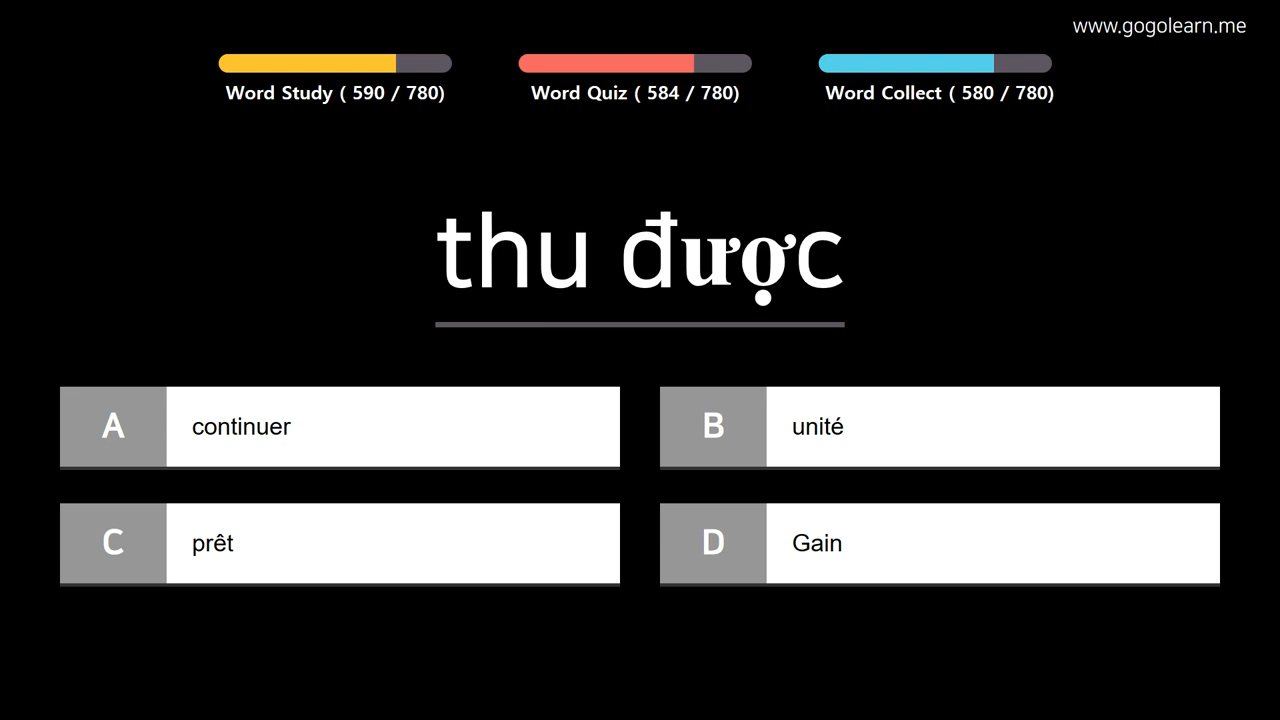 www.gogolearn.me
Word Study ( 590 / 780)
Word Quiz ( 584 / 780)
Word Collect ( 580 / 780)
thu được
A
continuer
B
unité
C
prêt
D
Gain